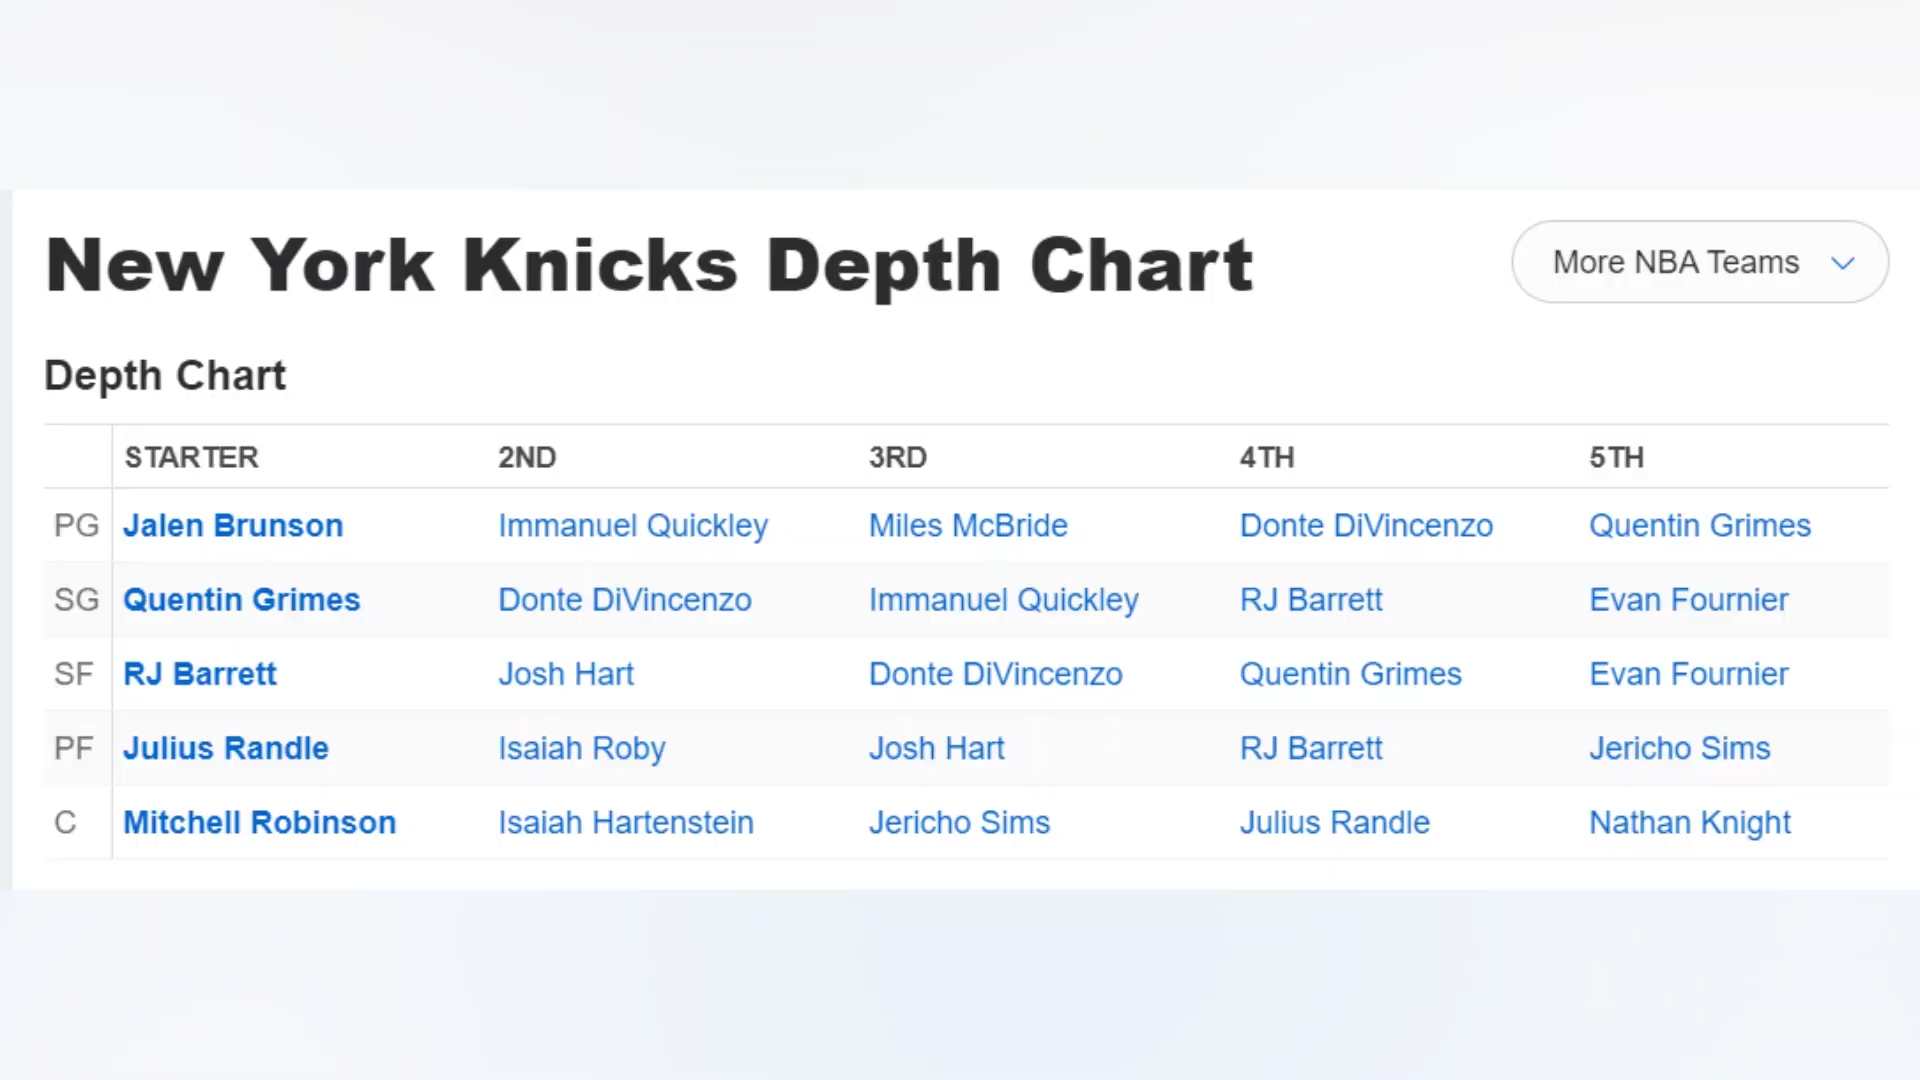 New York Knicks Depth Chart
More NBA Teams
Depth Chart
STARTER 2ND 3RD 4TH 5TH
PG Jalen Brunson Immanuel Quickley Miles McBride Donte DiVincenzo Quentin Grimes
SG Quentin Grimes Donte DiVincenzo Immanuel Quickley RJ Barrett Evan Fournier
SF RJ Barrett Josh Hart Donte DiVincenzo Quentin Grimes Evan Fournier
PF Julius Randle Isaiah Roby Josh Hart RJ Barrett Jericho Sims
C Mitchell Robinson Isaiah Hartenstein Jericho Sims Julius Randle Nathan Knight